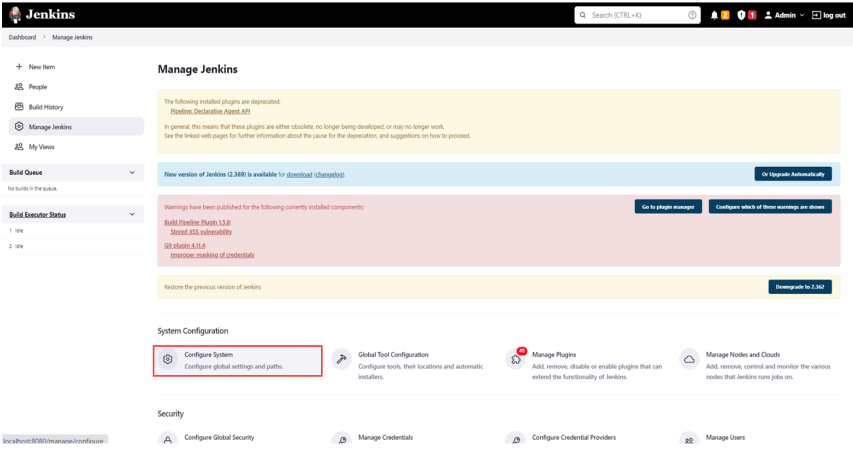 Jenkins
Search (CTRL+K)
2
1
Admin
log out
Dashboard
Manage Jenkins
New Item
People
Build History
Manage Jenkins
My Views
Build Queue
No builds in the queue.
Build Executor Status
1 Idle
2 Idle
Manage Jenkins
The following installed plugins are deprecated:
Pipeline: Declarative Agent API
In general, this means that these plugins are either obsolete, no longer being developed, or may no longer work.
See the linked web pages for further information about the cause for the deprecation, and suggestions on how to proceed.
New version of Jenkins (2.369) is available for download (changelog).
Or Upgrade Automatically
Warnings have been published for the following currently installed components:
Go to plugin manager
Configure which of these warnings are shown
Build Pipeline Plugin 1.5.8:
Stored XSS vulnerability
Git plugin 4.11.4:
Improper masking of credentials
Restore the previous version of Jenkins
Downgrade to 2.362
System Configuration
Configure System
Configure global settings and paths.
Global Tool Configuration
Configure tools, their locations and automatic
installers.
40
Manage Plugins
Add, remove, disable or enable plugins that can
extend the functionality of Jenkins.
Manage Nodes and Clouds
Add, remove, control and monitor the various
nodes that Jenkins runs jobs on.
Security
Configure Global Security
Manage Credentials
Configure Credential Providers
Manage Users
localhost:8080/manage/configure